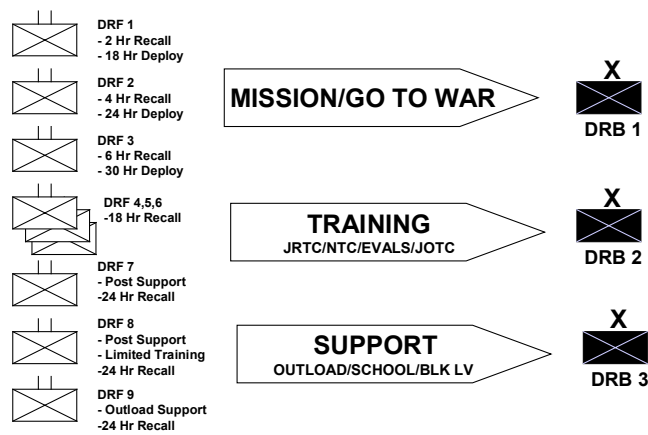 DRF 1
- 2 Hr Recall
- 18 Hr Deploy
DRF 2
- 4 Hr Recall
- 24 Hr Deploy
DRF 3
- 6 Hr Recall
- 30 Hr Deploy
MISSION/GO TO WAR
X
DRB 1
DRF 4,5,6
-18 Hr Recall
DRF 7
- Post Support
-24 Hr Recall
TRAINING
JRTC/NTC/EVALS/JOTC
X
DRB 2
DRF 8
- Post Support
- Limited Training
-24 Hr Recall
DRF 9
- Outload Support
-24 Hr Recall
SUPPORT
OUTLOAD/SCHOOL/BLK LV
X
DRB 3